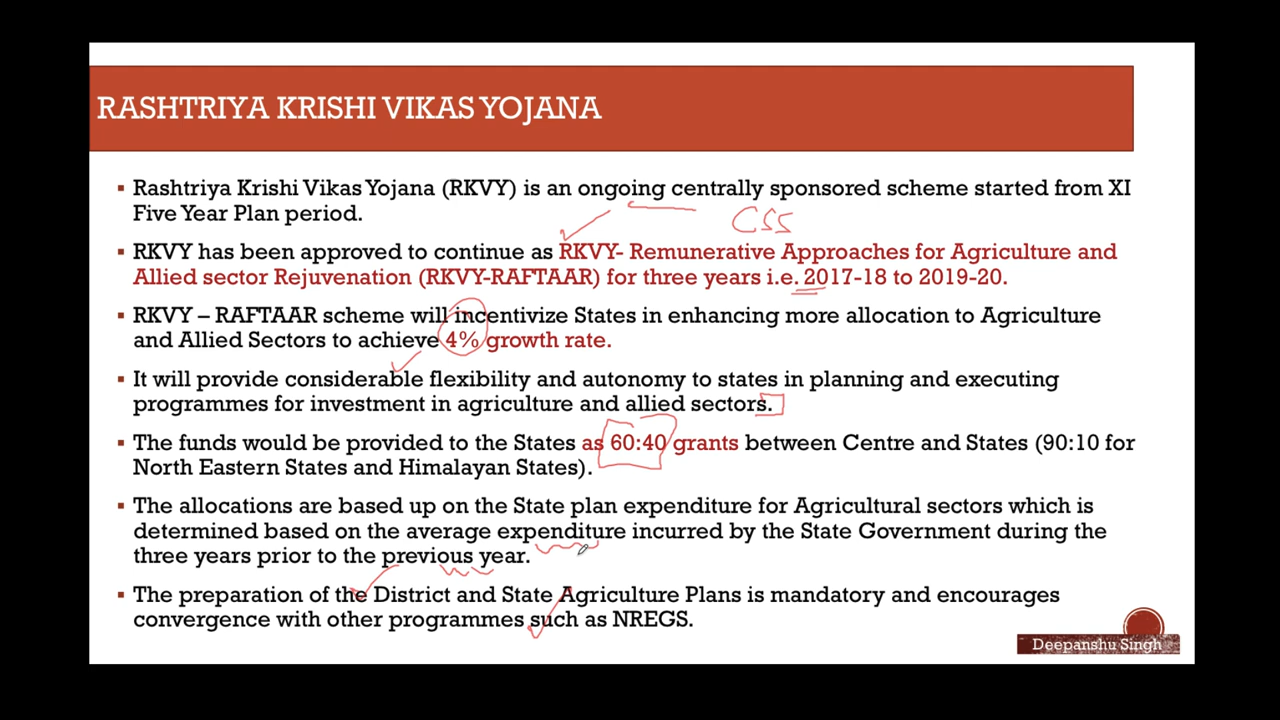 RASHTRIYA KRISHI VIKAS YOJANA
▪ Rashtriya Krishi Vikas Yojana (RKVY) is an ongoing centrally sponsored scheme started from XI
Five Year Plan period.
CSS
▪ RKVY has been approved to continue as RKVY- Remunerative Approaches for Agriculture and
Allied sector Rejuvenation (RKVY-RAFTAAR) for three years i.e. 2017-18 to 2019-20.
▪ RKVY – RAFTAAR scheme will incentivize States in enhancing more allocation to Agriculture
and Allied Sectors to achieve 4% growth rate.
▪ It will provide considerable flexibility and autonomy to states in planning and executing
programmes for investment in agriculture and allied sectors.
▪ The funds would be provided to the States as 60:40 grants between Centre and States (90:10 for
North Eastern States and Himalayan States).
▪ The allocations are based up on the State plan expenditure for Agricultural sectors which is
determined based on the average expenditure incurred by the State Government during the
three years prior to the previous year.
▪ The preparation of the District and State Agriculture Plans is mandatory and encourages
convergence with other programmes such as NREGS.
Deepanshu Singh